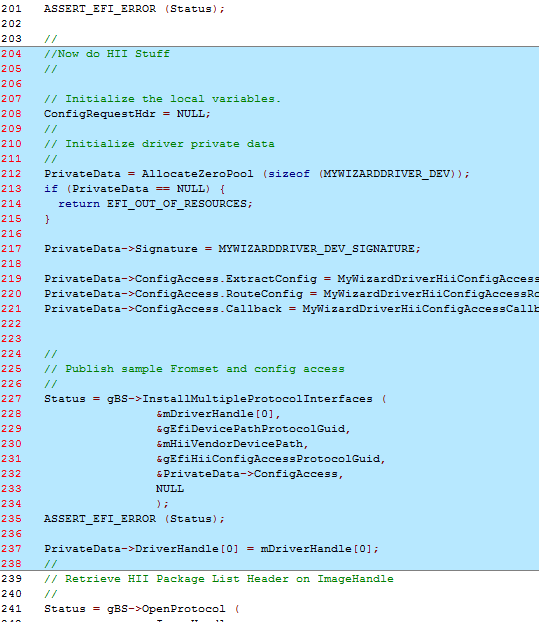 201 ASSERT_EFI_ERROR (Status);
202
203 //
204 //Now do HII Stuff
205 //
206
207 // Initialize the local variables.
208 ConfigRequestHdr = NULL;
209 //
210 // Initialize driver private data
211 //
212 PrivateData = AllocateZeroPool (sizeof (MYWIZARDDRIVER_DEV));
213 if (PrivateData == NULL) {
214 return EFI_OUT_OF_RESOURCES;
215 }
216
217 PrivateData->Signature = MYWIZARDDRIVER_DEV_SIGNATURE;
218
219 PrivateData->ConfigAccess.ExtractConfig = MyWizardDriverHiiConfigAccess
220 PrivateData->ConfigAccess.RouteConfig = MyWizardDriverHiiConfigAccessRo
221 PrivateData->ConfigAccess.Callback = MyWizardDriverHiiConfigAccessCallb
222
223
224 //
225 // Publish sample Fromset and config access
226 //
227 Status = gBS->InstallMultipleProtocolInterfaces (
228 &mDriverHandle[0],
229 &gEfiDevicePathProtocolGuid,
230 &mHiiVendorDevicePath,
231 &gEfiHiiConfigAccessProtocolGuid,
232 &PrivateData->ConfigAccess,
233 NULL
234 );
235 ASSERT_EFI_ERROR (Status);
236
237 PrivateData->DriverHandle[0] = mDriverHandle[0];
238 //
239 // Retrieve HII Package List Header on ImageHandle
240 //
241 Status = gBS->OpenProtocol (